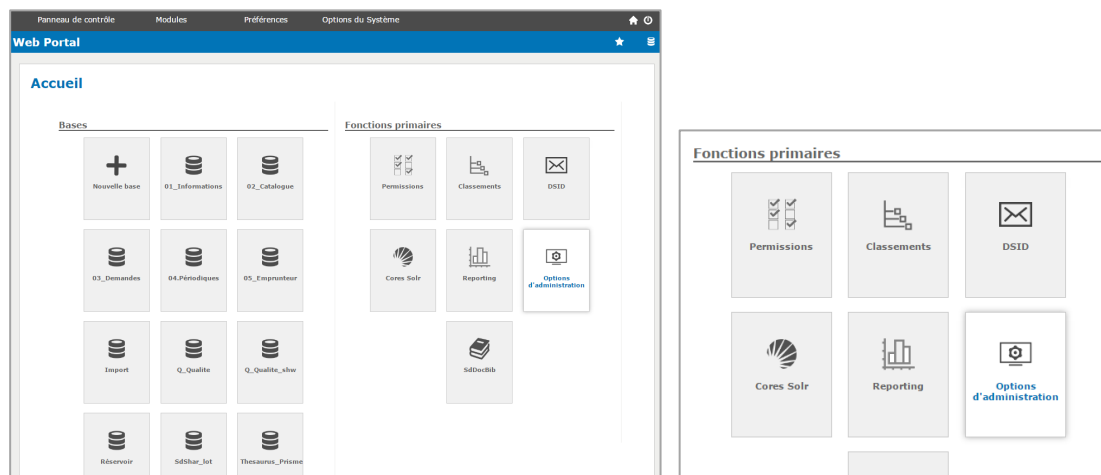 Panneau de contrôle Modules Préférences Options du Système
Web Portal
Accueil
Bases
Nouvelle base 01_Informations 02_Catalogue
03_Demandes 04.Périodiques 05_Emprunteur
Import Q_Qualite Q_Qualite_shw
Réservoir SdShar_lot Thesaurus_Prisme
Fonctions primaires
Permissions Classements DSID
Cores Solr Reporting Options
d'administration
SdDocBib
Fonctions primaires
Permissions Classements DSID
Cores Solr Reporting Options
d'administration